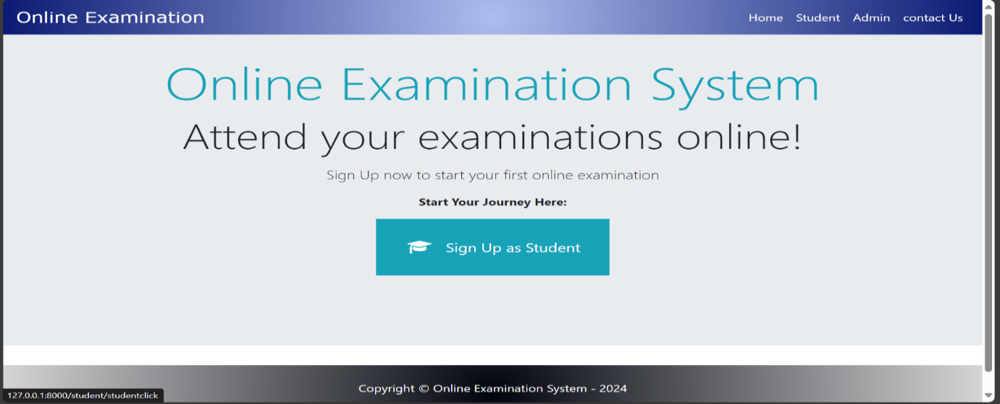 Online Examination
Home Student Admin contact Us
Online Examination System
Attend your examinations online!
Sign Up now to start your first online examination
Start Your Journey Here:
Sign Up as Student
Copyright © Online Examination System - 2024
127.0.0.1:8000/student/studentclick